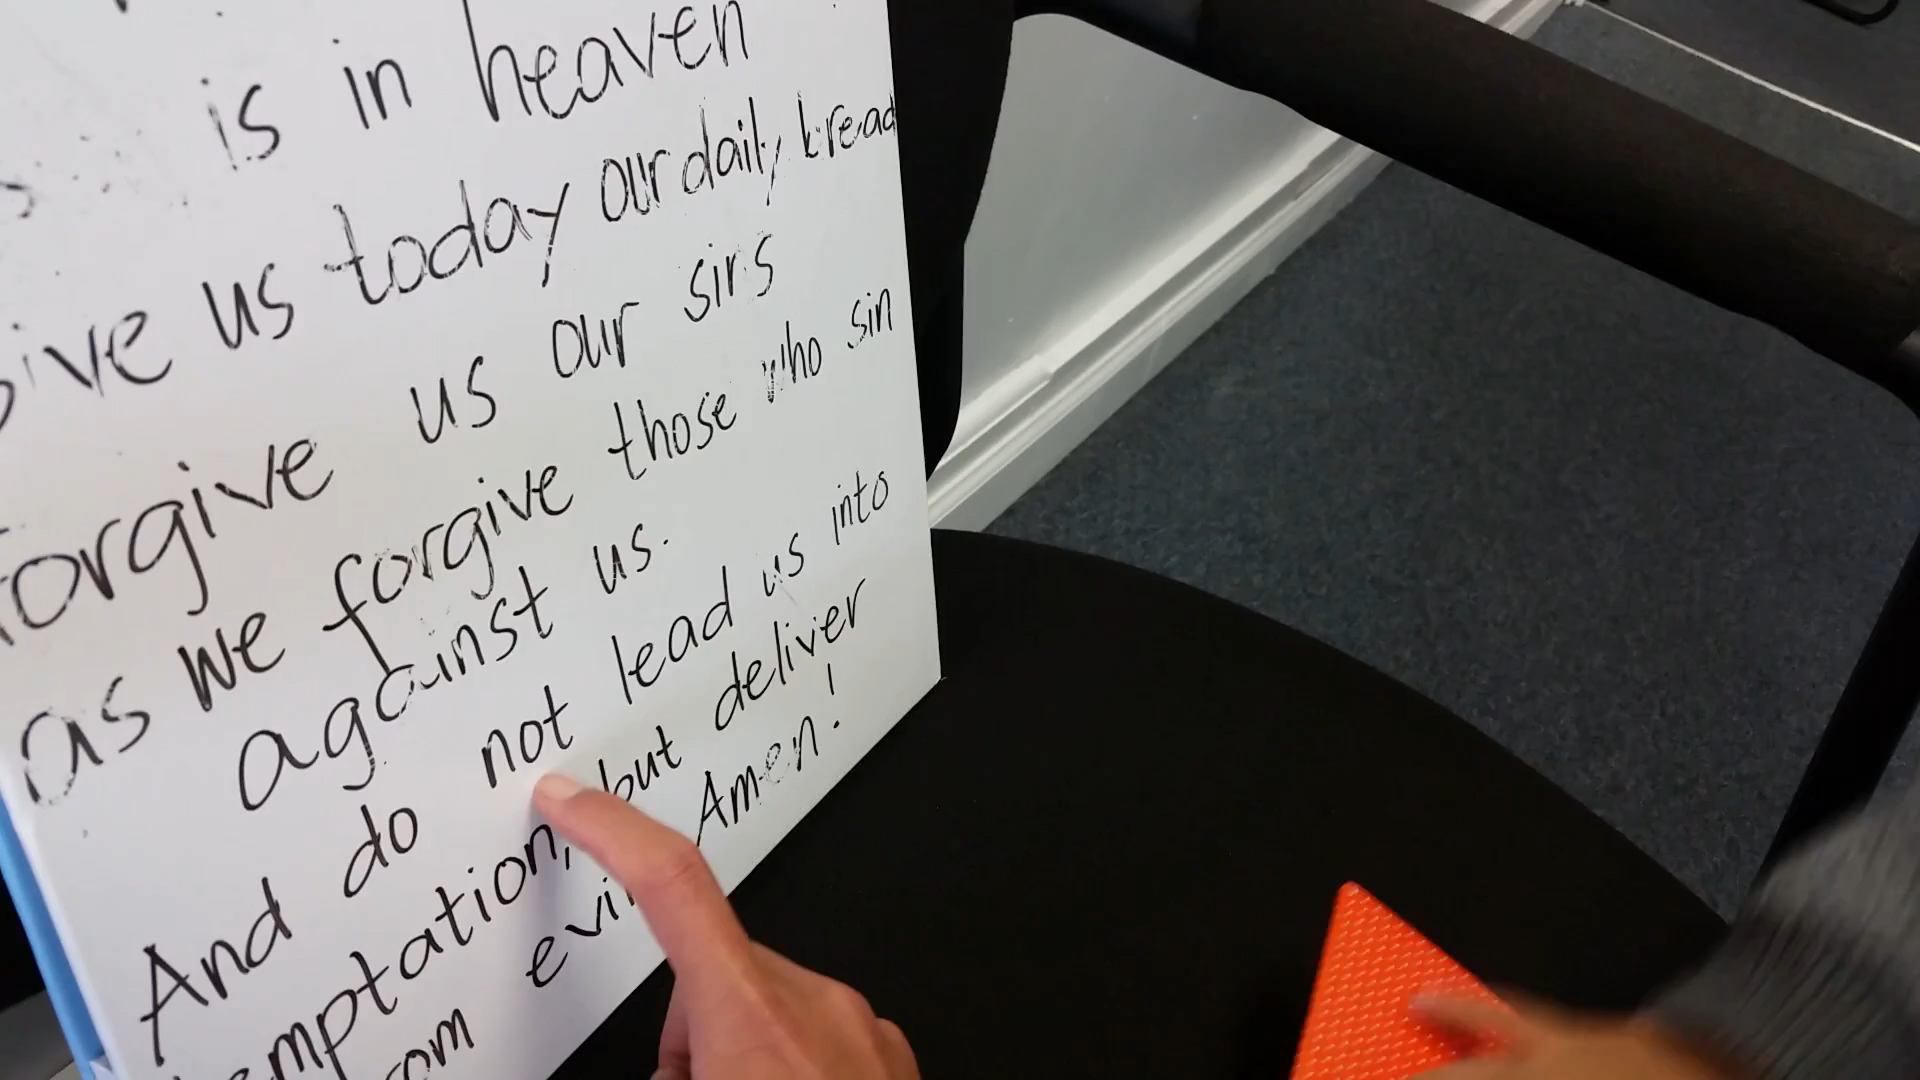 is in heaven
give us today our daily bread
forgive us our sins
as we forgive those who sin
against us.
And do not lead us into
temptation, but deliver
from evil Amen!